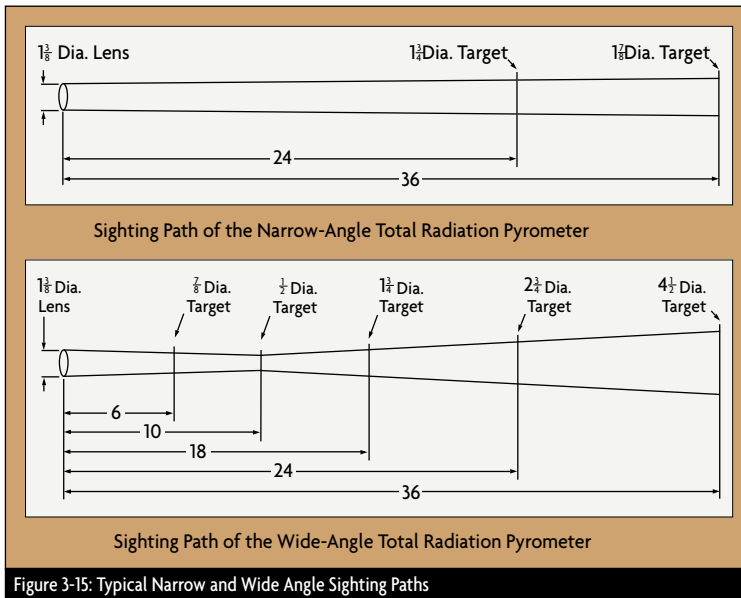 1⅜ Dia. Lens
1¾Dia. Target
1⅞Dia. Target
24
36
Sighting Path of the Narrow-Angle Total Radiation Pyrometer
1⅜ Dia.
Lens
⅞ Dia.
Target
½ Dia.
Target
1¾ Dia.
Target
2¾ Dia.
Target
4½ Dia.
Target
6
10
18
24
36
Sighting Path of the Wide-Angle Total Radiation Pyrometer
Figure 3-15: Typical Narrow and Wide Angle Sighting Paths